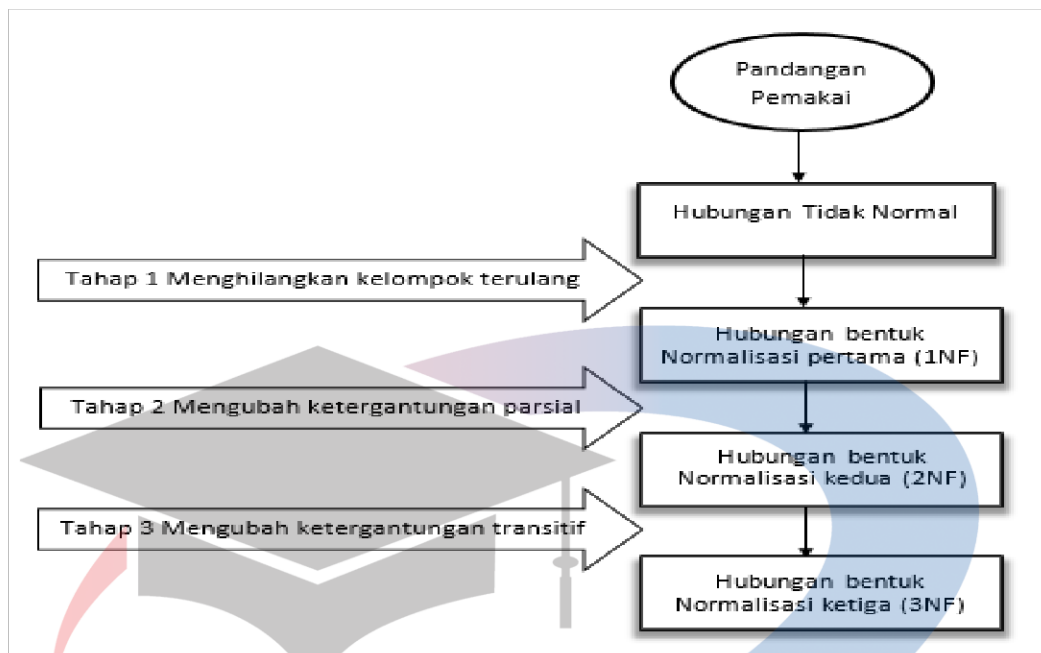 Pandangan
Pemakai
Hubungan Tidak Normal
Tahap 1 Menghilangkan kelompok terulang
Hubungan bentuk
Normalisasi pertama (1NF)
Tahap 2 Mengubah ketergantungan parsial
Hubungan bentuk
Normalisasi kedua (2NF)
Tahap 3 Mengubah ketergantungan transitif
Hubungan bentuk
Normalisasi ketiga (3NF)